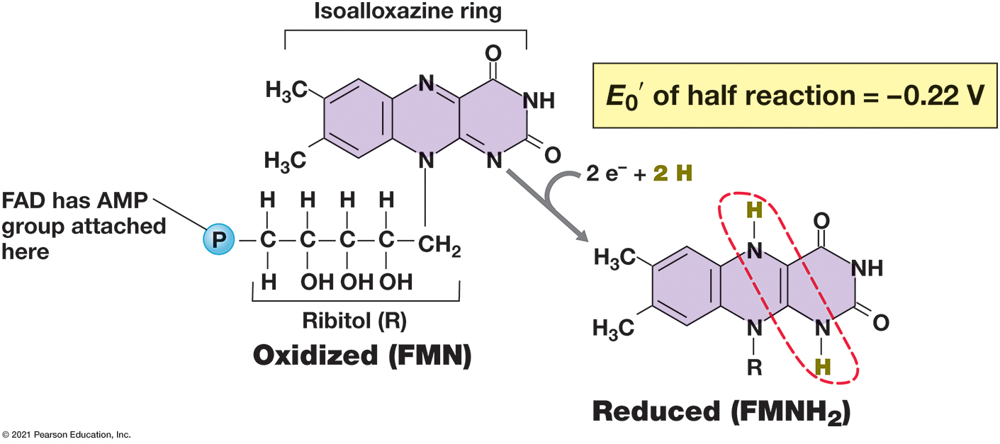 Isoalloxazine ring
O
H₃C
N
NH
E₀′ of half reaction = −0.22 V
H₃C
N
N
O
2 e⁻ + 2 H
FAD has AMP
group attached
here
H H H H
P C C C C CH₂
H OH OH OH
Ribitol (R)
Oxidized (FMN)
H
O
H₃C
N
NH
H₃C
N
N
O
R
H
Reduced (FMNH₂)
© 2021 Pearson Education, Inc.